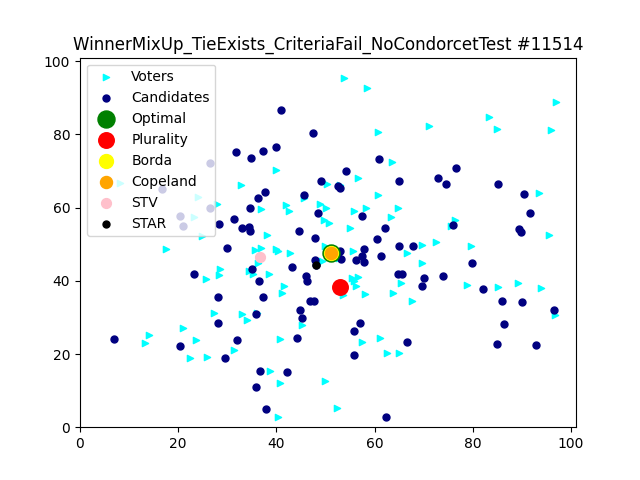 WinnerMixUp_TieExists_CriteriaFail_NoCondorcetTest #11514
100
80
60
40
20
0
Voters
Candidates
Optimal
Plurality
Borda
Copeland
STV
STAR
0 20 40 60 80 100